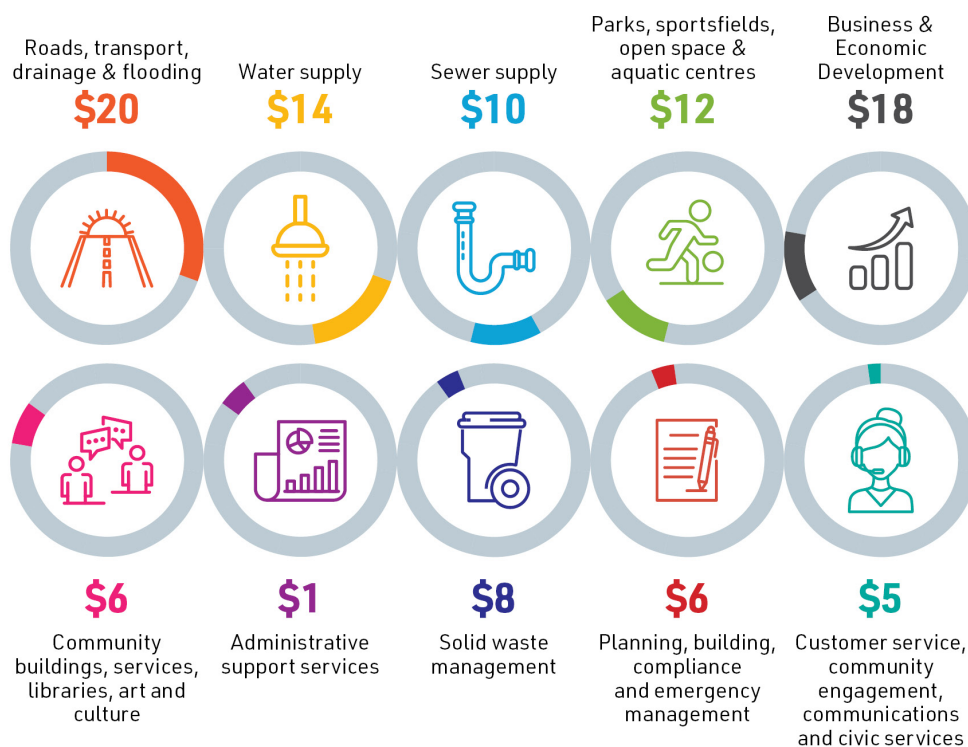 Roads, transport,
drainage & flooding
$20
Water supply
$14
Sewer supply
$10
Parks, sportsfields,
open space &
aquatic centres
$12
Business &
Economic
Development
$18
$6
Community
buildings, services,
libraries, art and
culture
$1
Administrative
support services
$8
Solid waste
management
$6
Planning, building,
compliance
and emergency
management
$5
Customer service,
community
engagement,
communications
and civic services